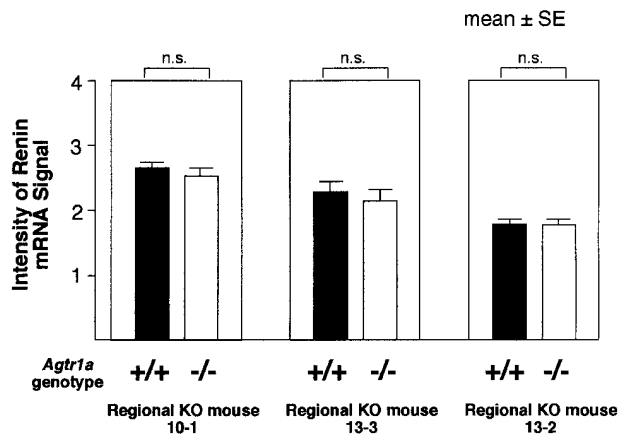 mean ± SE
n.s.
n.s.
n.s.
Intensity of Renin
mRNA Signal
4
3
2
1
Agtr1a
genotype
+/+ -/-
+/+ -/-
+/+ -/-
Regional KO mouse
10-1
Regional KO mouse
13-3
Regional KO mouse
13-2